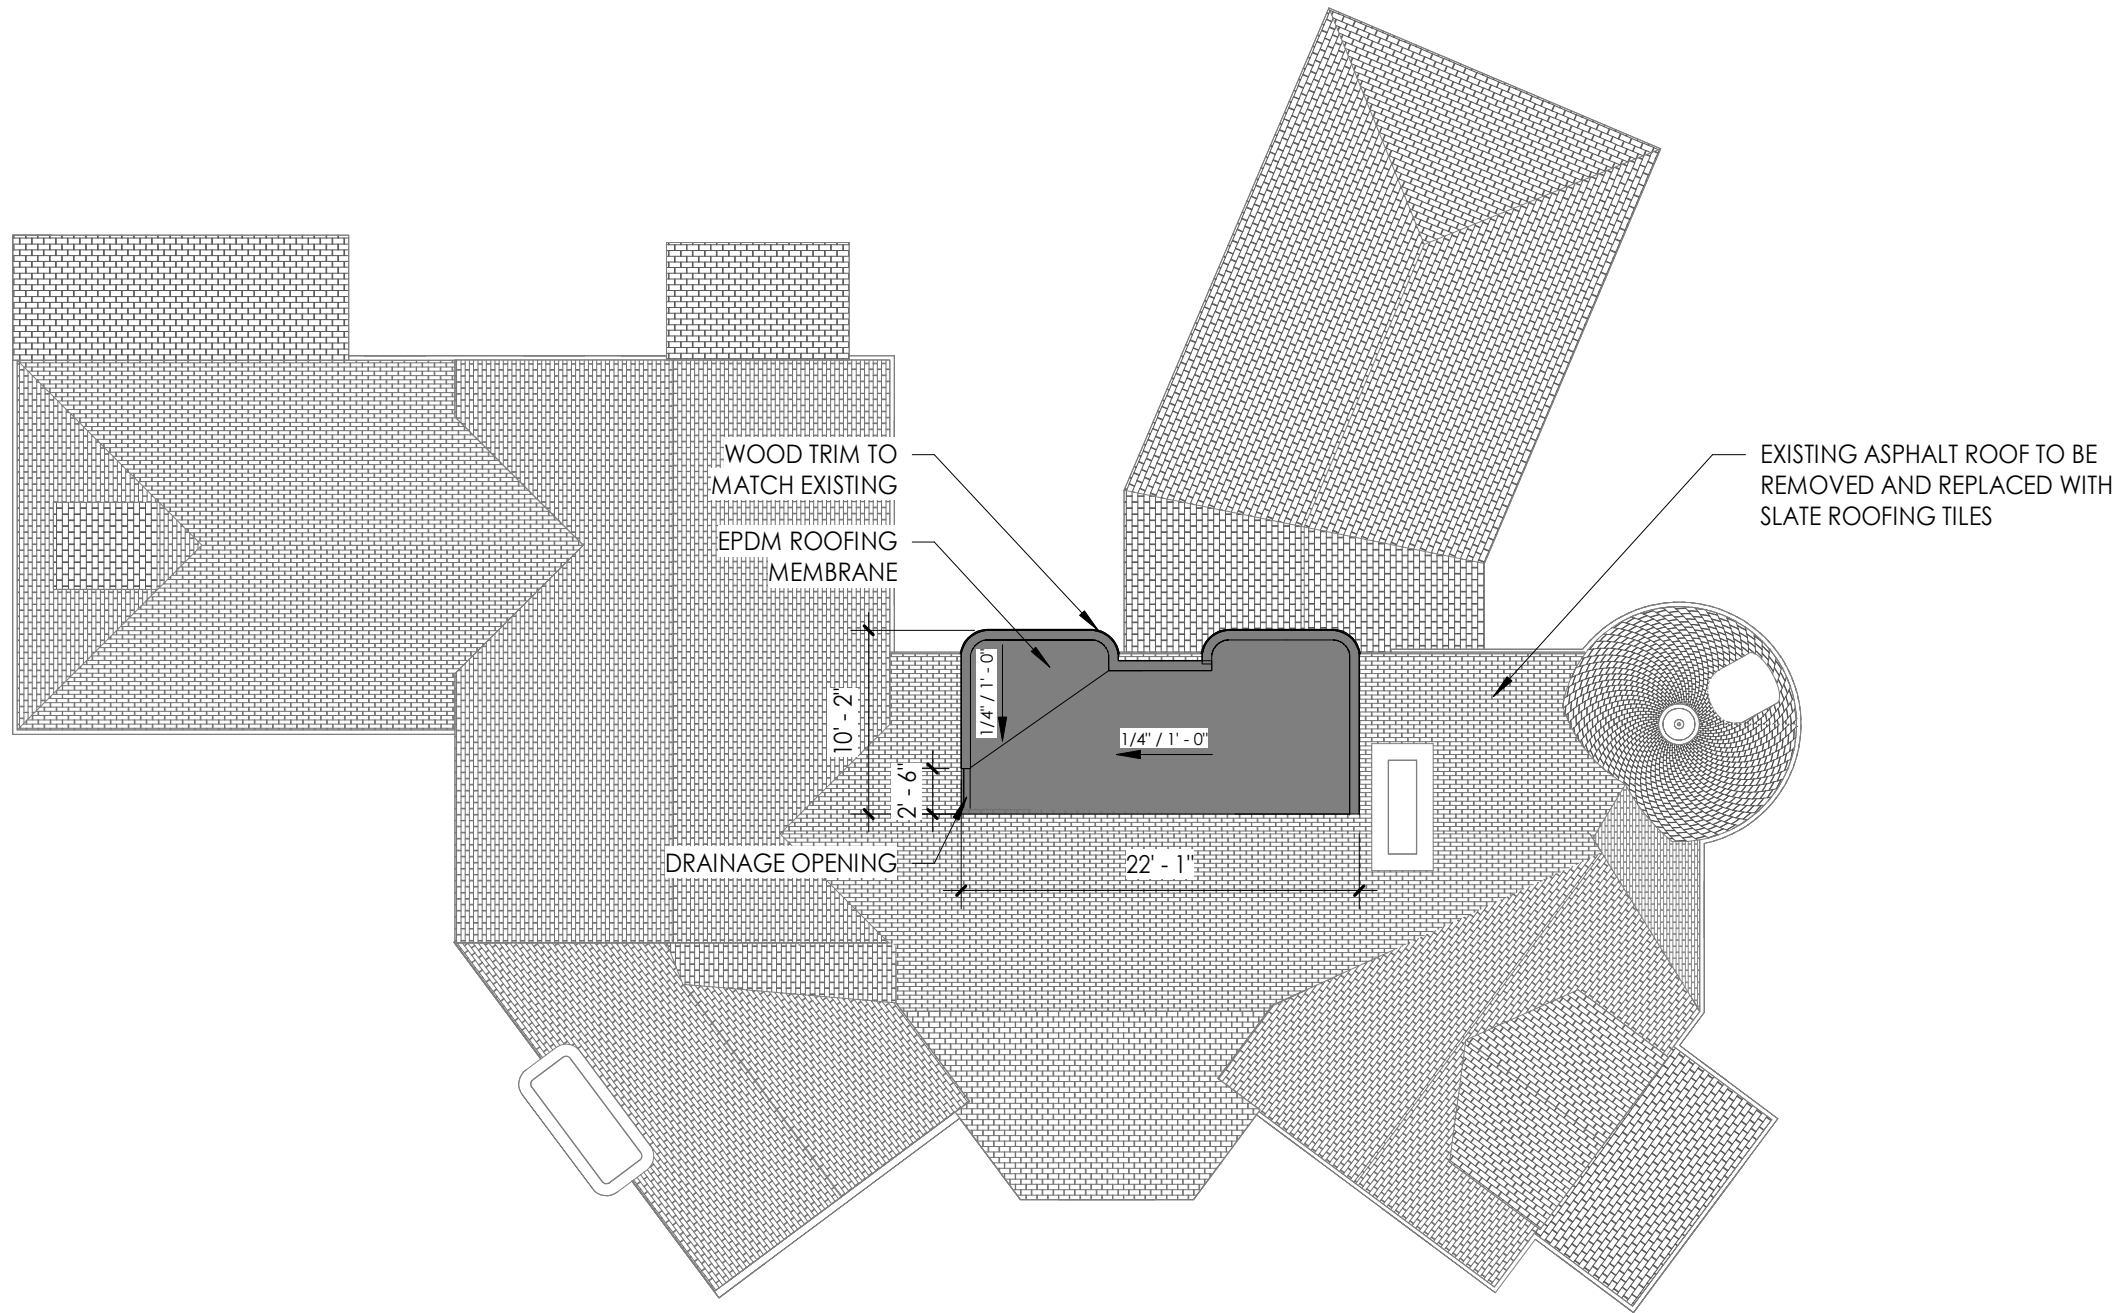 WOOD TRIM TO
MATCH EXISTING
EPDM ROOFING
MEMBRANE
EXISTING ASPHALT ROOF TO BE
REMOVED AND REPLACED WITH
SLATE ROOFING TILES
1/4" / 1' - 0"
10' - 2"
1/4" / 1' - 0"
2' - 6"
DRAINAGE OPENING
22' - 1"